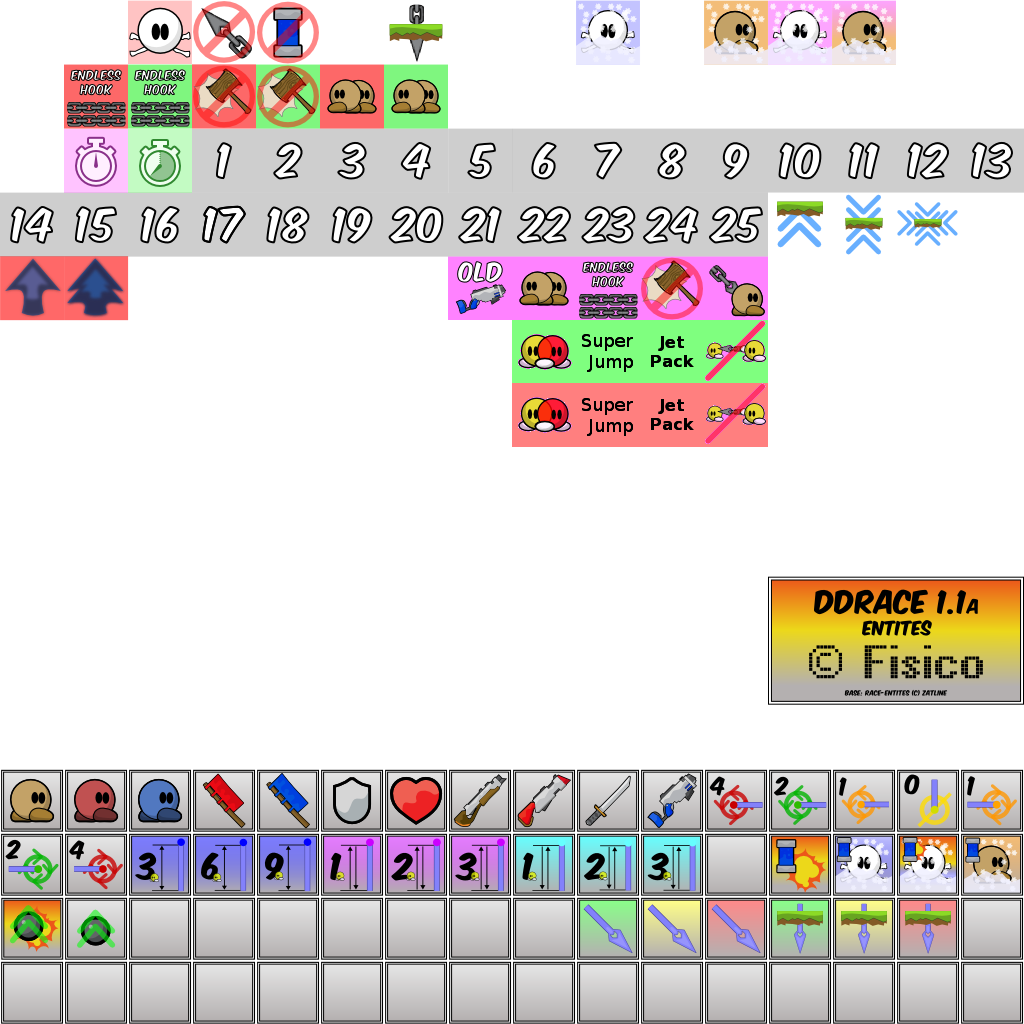 ENDLESS HOOK ENDLESS HOOK
1 2 3 4 5 6 7 8 9 10 11 12 13
14 15 16 17 18 19 20 21 22 23 24 25
OLD ENDLESS HOOK
Super Jump Jet Pack
Super Jump Jet Pack
DDRACE 1.1A
ENTITES
© Fisico
BASE: RACE-ENTITES (C) ZATLINE
4 2 1 0 1
2 4 3 6 9 1 2 3 1 2 3